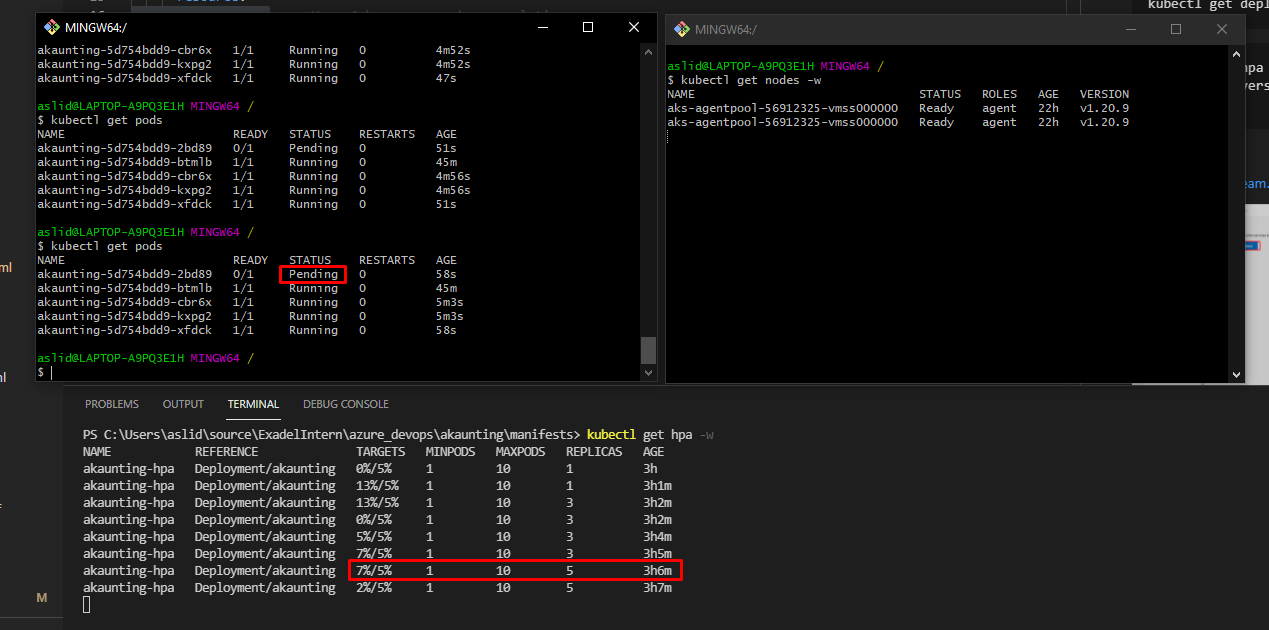 MINGW64:/
akaunting-5d754bdd9-cbr6x 1/1 Running 0 4m52s
akaunting-5d754bdd9-kxpg2 1/1 Running 0 4m52s
akaunting-5d754bdd9-xfdck 1/1 Running 0 47s
aslid@LAPTOP-A9PQ3E1H MINGW64 /
$ kubectl get pods
NAME READY STATUS RESTARTS AGE
akaunting-5d754bdd9-2bd89 0/1 Pending 0 51s
akaunting-5d754bdd9-btmlb 1/1 Running 0 45m
akaunting-5d754bdd9-cbr6x 1/1 Running 0 4m56s
akaunting-5d754bdd9-kxpg2 1/1 Running 0 4m56s
akaunting-5d754bdd9-xfdck 1/1 Running 0 51s
aslid@LAPTOP-A9PQ3E1H MINGW64 /
$ kubectl get pods
NAME READY STATUS RESTARTS AGE
akaunting-5d754bdd9-2bd89 0/1 Pending 0 58s
akaunting-5d754bdd9-btmlb 1/1 Running 0 45m
akaunting-5d754bdd9-cbr6x 1/1 Running 0 5m3s
akaunting-5d754bdd9-kxpg2 1/1 Running 0 5m3s
akaunting-5d754bdd9-xfdck 1/1 Running 0 58s
aslid@LAPTOP-A9PQ3E1H MINGW64 /
$
MINGW64:/
aslid@LAPTOP-A9PQ3E1H MINGW64 /
$ kubectl get nodes -w
NAME STATUS ROLES AGE VERSION
aks-agentpool-56912325-vmss000000 Ready agent 22h v1.20.9
aks-agentpool-56912325-vmss000000 Ready agent 22h v1.20.9
kubectl get depl
hpa
vers
eam.
ml
PROBLEMS OUTPUT TERMINAL DEBUG CONSOLE
PS C:\Users\aslid\source\ExadelIntern\azure_devops\akaunting\manifests> kubectl get hpa -w
NAME REFERENCE TARGETS MINPODS MAXPODS REPLICAS AGE
akaunting-hpa Deployment/akaunting 0%/5% 1 10 1 3h
akaunting-hpa Deployment/akaunting 13%/5% 1 10 1 3h1m
akaunting-hpa Deployment/akaunting 13%/5% 1 10 3 3h2m
akaunting-hpa Deployment/akaunting 0%/5% 1 10 3 3h2m
akaunting-hpa Deployment/akaunting 5%/5% 1 10 3 3h4m
akaunting-hpa Deployment/akaunting 7%/5% 1 10 3 3h5m
akaunting-hpa Deployment/akaunting 7%/5% 1 10 5 3h6m
akaunting-hpa Deployment/akaunting 2%/5% 1 10 5 3h7m
M